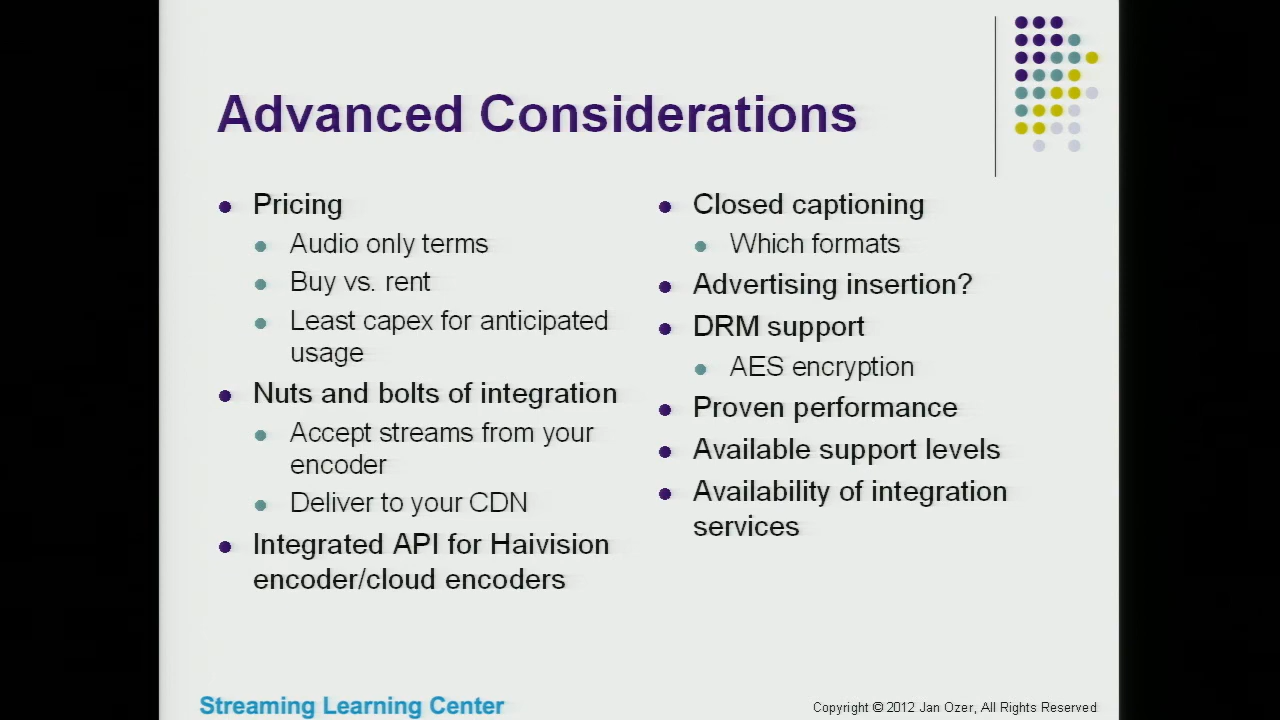 Advanced Considerations
Pricing
Audio only terms
Buy vs. rent
Least capex for anticipated
usage
Nuts and bolts of integration
Accept streams from your
encoder
Deliver to your CDN
Integrated API for Haivision
encoder/cloud encoders
Closed captioning
Which formats
Advertising insertion?
DRM support
AES encryption
Proven performance
Available support levels
Availability of integration
services
Streaming Learning Center
Copyright © 2012 Jan Ozer, All Rights Reserved